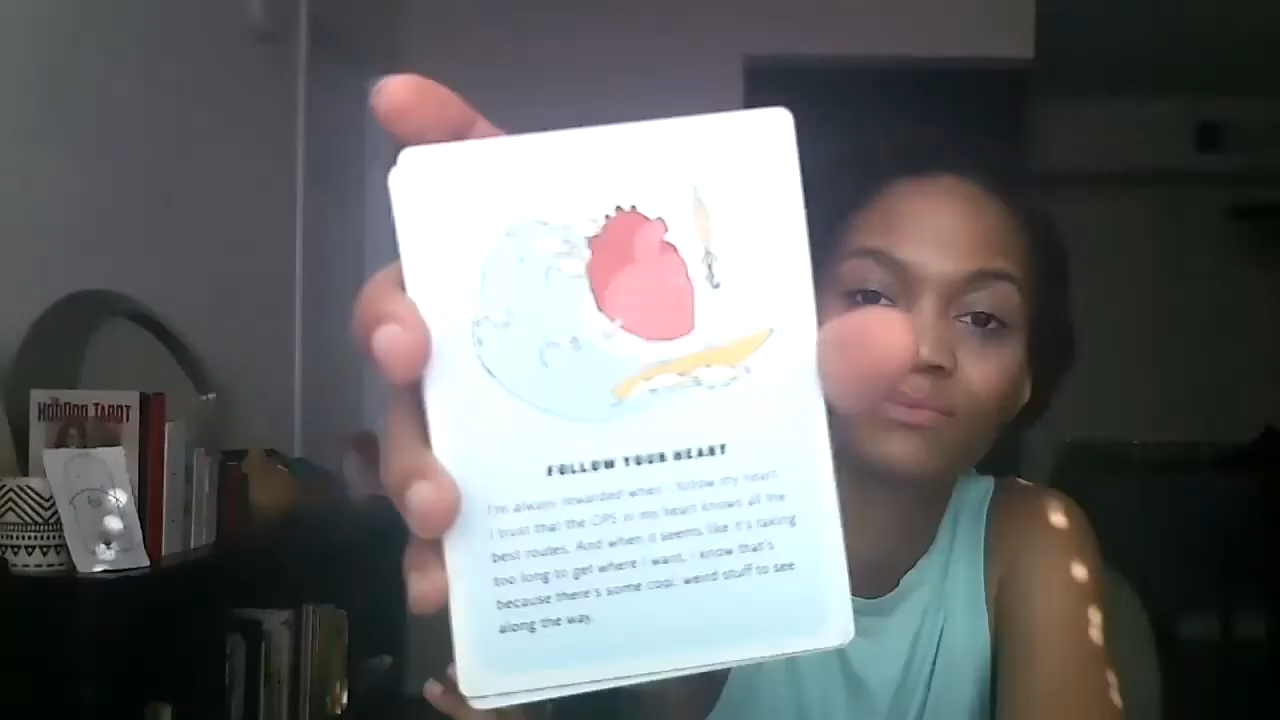 HOODOO TAROT
FOLLOW YOUR HEART
I'm always rewarded when I follow my heart.
I trust that the GPS in my heart knows all the
best routes. And when it seems like it's taking
too long to get where I want, I know that's
because there's some cool, weird stuff to see
along the way.